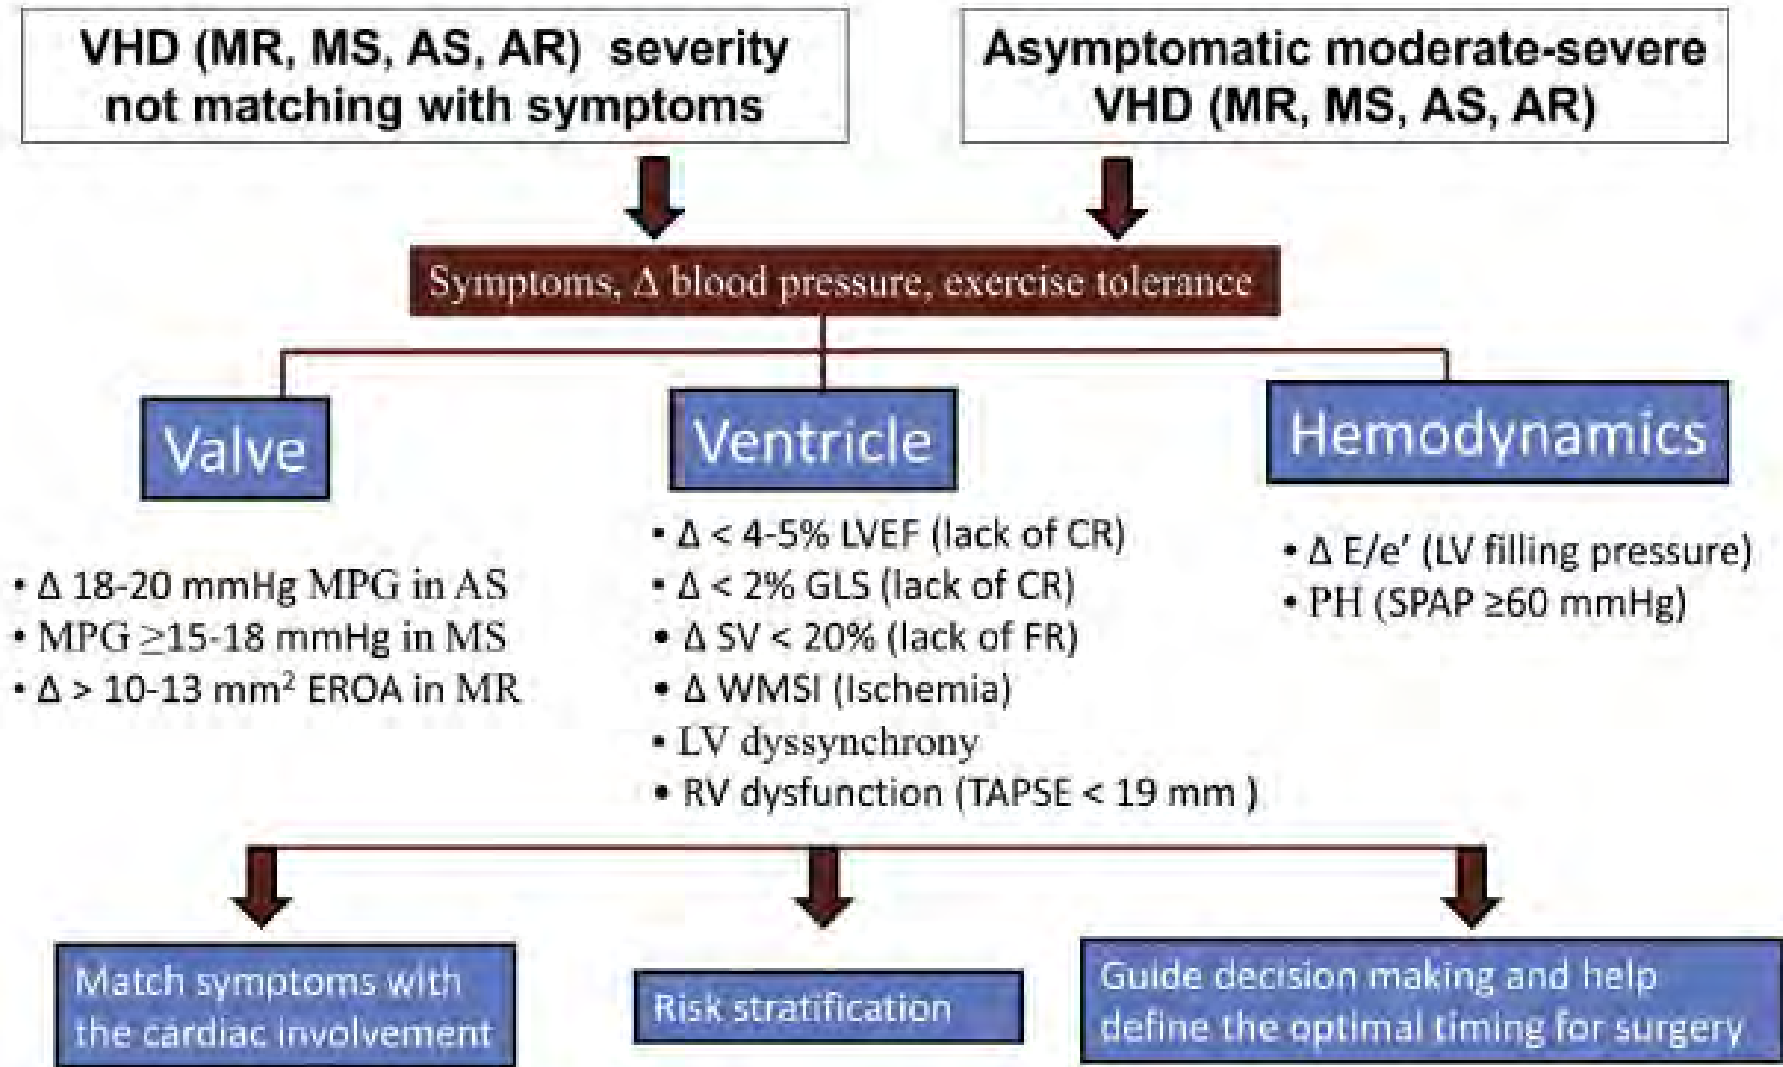 VHD (MR, MS, AS, AR) severity
not matching with symptoms
Asymptomatic moderate-severe
VHD (MR, MS, AS, AR)
Symptoms, Δ blood pressure, exercise tolerance
Valve
• Δ 18-20 mmHg MPG in AS
• MPG ≥15-18 mmHg in MS
• Δ > 10-13 mm² EROA in MR
Ventricle
• Δ < 4-5% LVEF (lack of CR)
• Δ < 2% GLS (lack of CR)
• Δ SV < 20% (lack of FR)
• Δ WMSI (Ischemia)
• LV dyssynchrony
• RV dysfunction (TAPSE < 19 mm )
Hemodynamics
• Δ E/e’ (LV filling pressure)
• PH (SPAP ≥60 mmHg)
Match symptoms with
the cardiac involvement
Risk stratification
Guide decision making and help
define the optimal timing for surgery